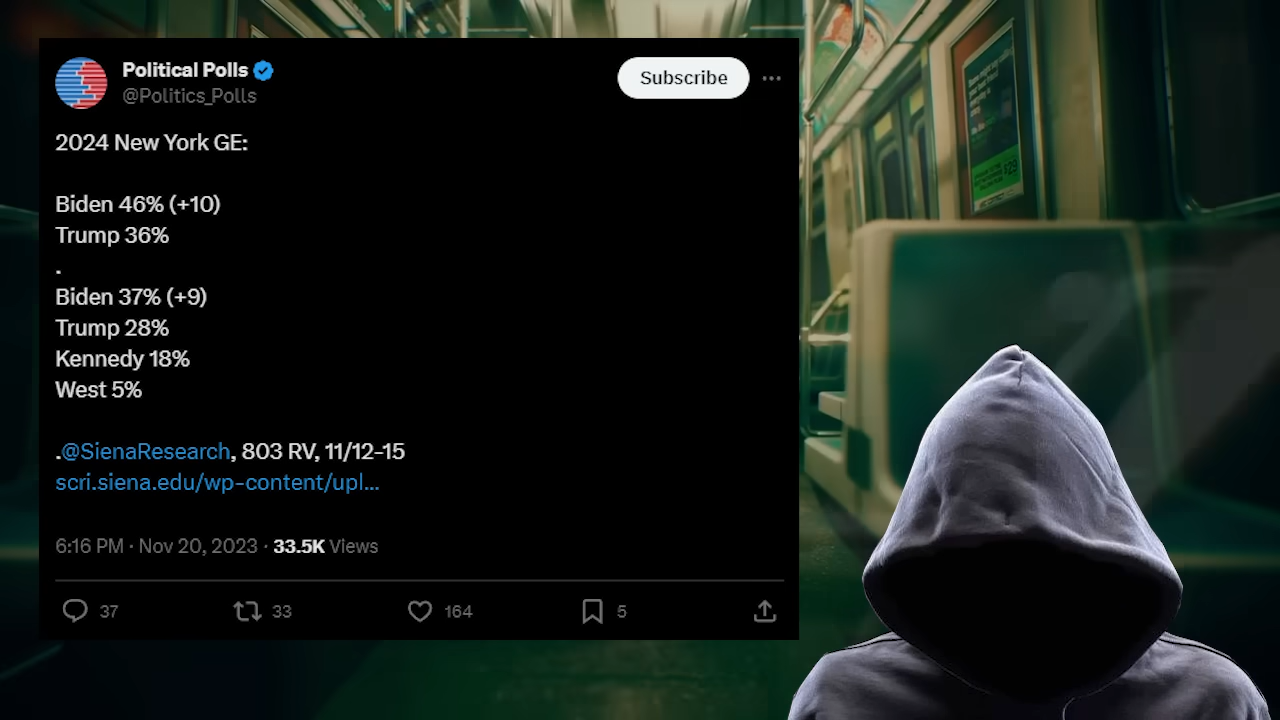 Political Polls
Subscribe
@Politics_Polls
2024 New York GE:
Biden 46% (+10)
Trump 36%
.
Biden 37% (+9)
Trump 28%
Kennedy 18%
West 5%
.@SienaResearch, 803 RV, 11/12-15
scri.siena.edu/wp-content/upl...
6:16 PM · Nov 20, 2023 · 33.5K Views
37 33 164 5
$29